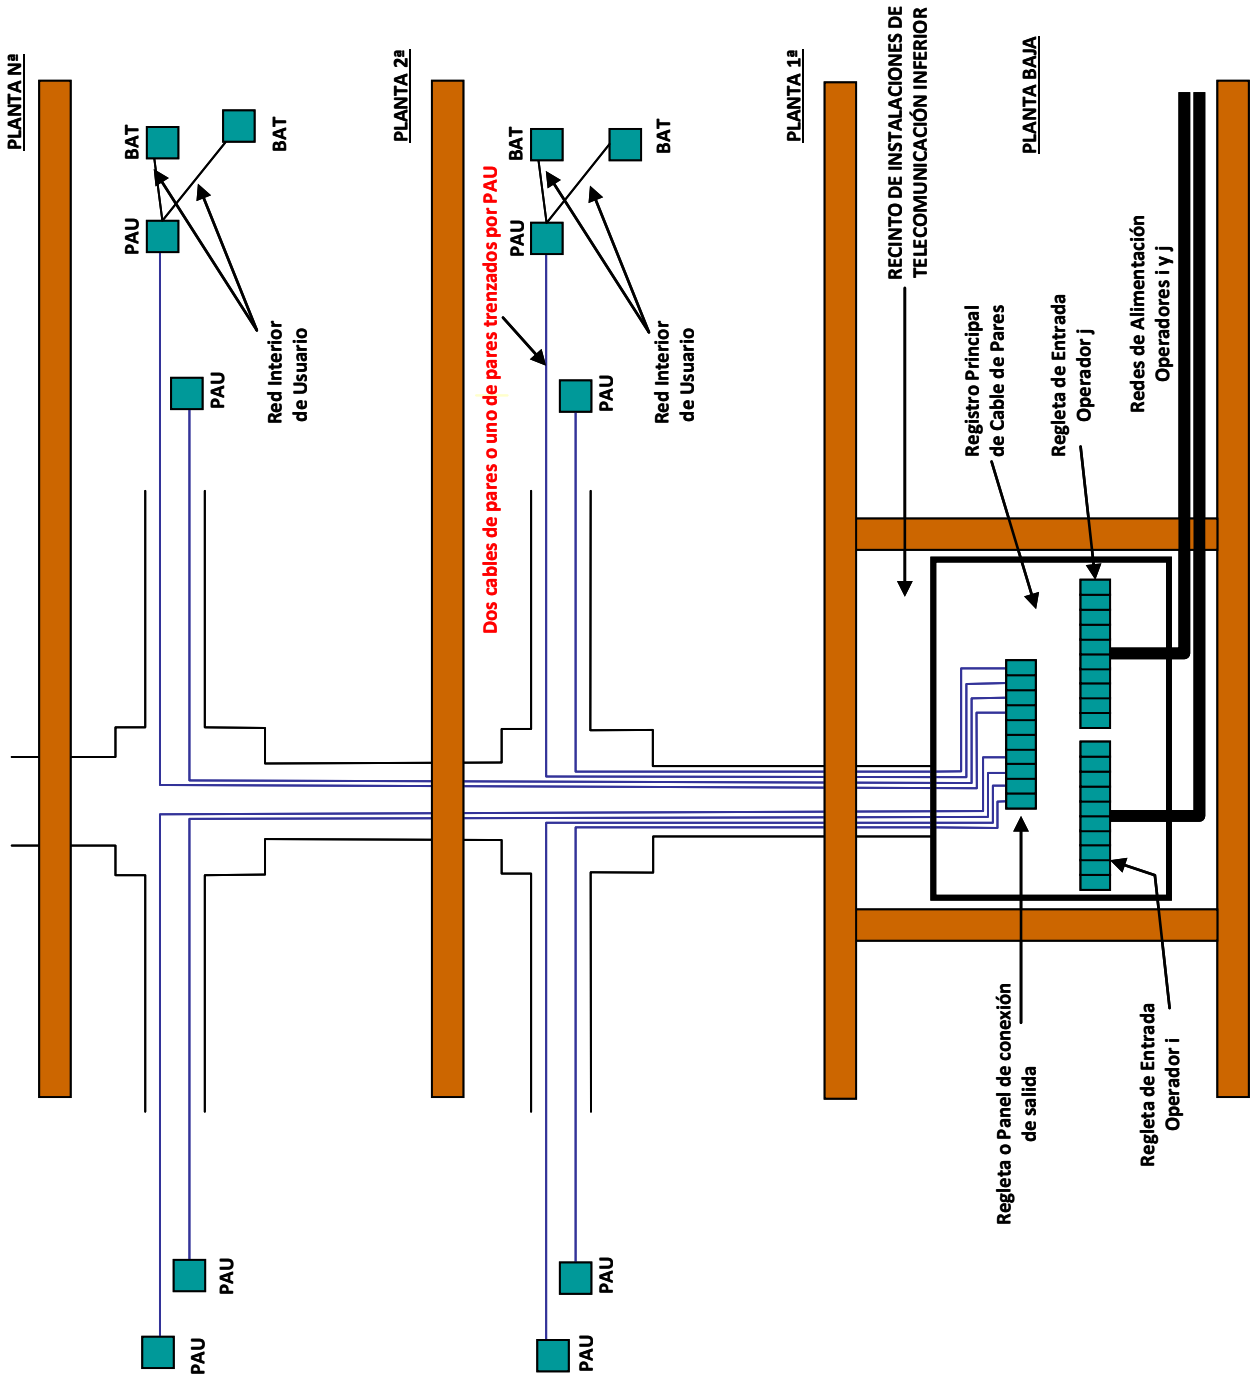 PLANTA Nª
BAT
BAT
PAU
PAU
Red Interior
de Usuario
PAU
PAU
PLANTA 2ª
Dos cables de pares o uno de pares trenzados por PAU
BAT
BAT
PAU
PAU
Red Interior
de Usuario
PAU
PAU
PLANTA 1ª
RECINTO DE INSTALACIONES DE
TELECOMUNICACIÓN INFERIOR
PLANTA BAJA
Registro Principal
de Cable de Pares
Regleta de Entrada
Operador j
Redes de Alimentación
Operadores i y j
Regleta o Panel de conexión
de salida
Regleta de Entrada
Operador i